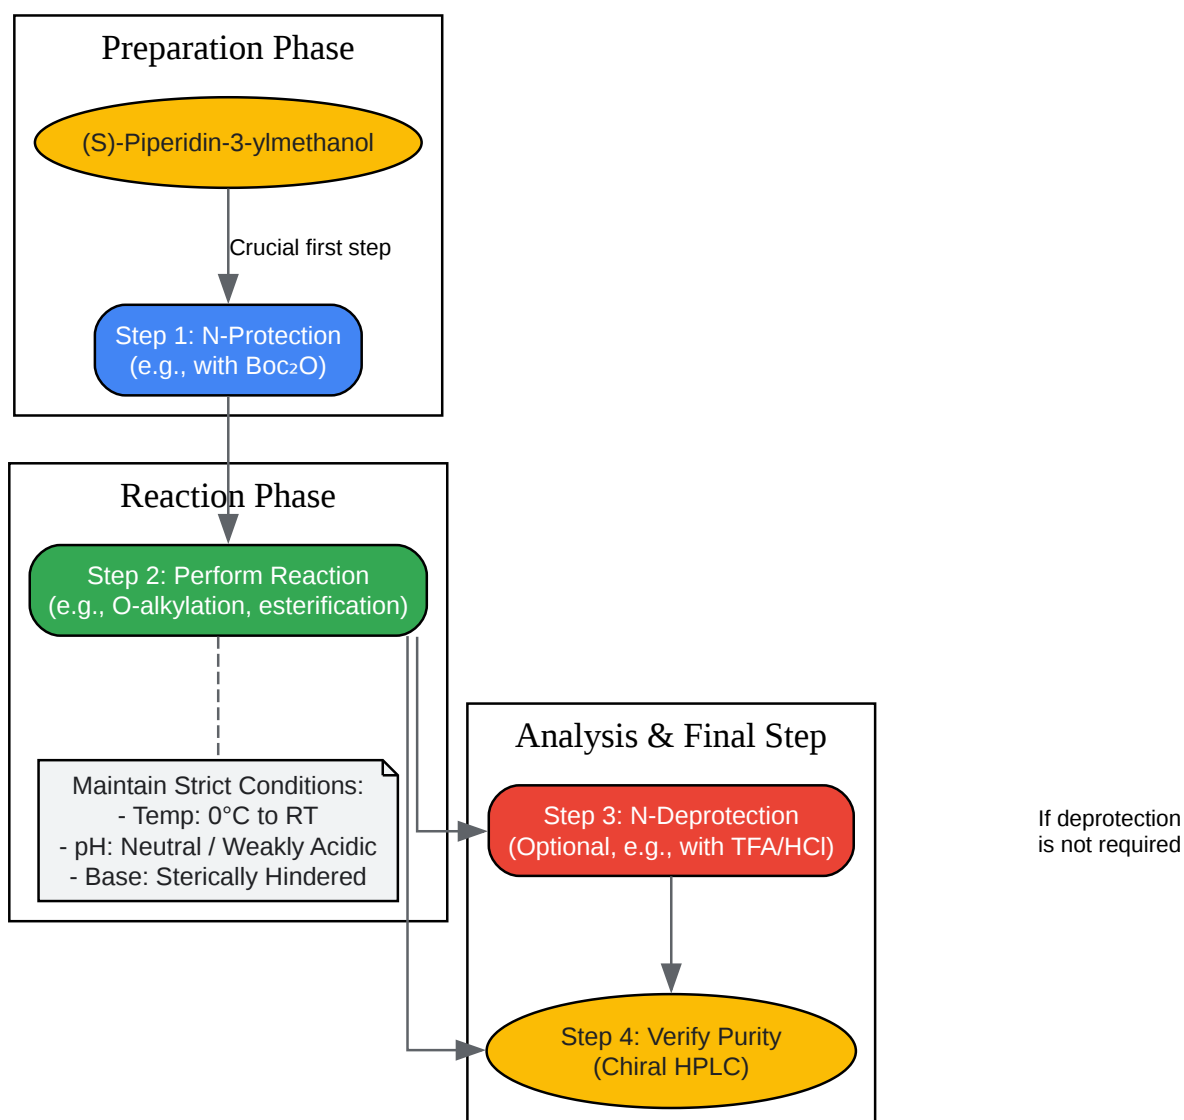 Preparation Phase
(S)-Piperidin-3-ylmethanol
Crucial first step
Step 1: N-Protection
(e.g., with Boc₂O)
Reaction Phase
Step 2: Perform Reaction
(e.g., O-alkylation, esterification)
Maintain Strict Conditions:
- Temp: 0°C to RT
- pH: Neutral / Weakly Acidic
- Base: Sterically Hindered
Analysis & Final Step
Step 3: N-Deprotection
(Optional, e.g., with TFA/HCl)
If deprotection
is not required
Step 4: Verify Purity
(Chiral HPLC)